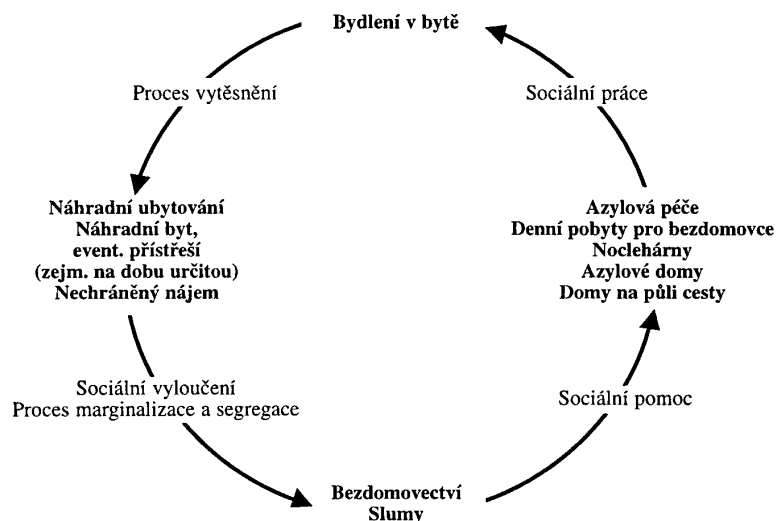 Bydlení v bytě
Proces vytěsnění
Sociální práce
Náhradní ubytování
Náhradní byt,
event. přístřeší
(zejm. na dobu určitou)
Nechráněný nájem
Azylová péče
Denní pobyty pro bezdomovce
Noclehárny
Azylové domy
Domy na půli cesty
Sociální vyloučení
Proces marginalizace a segregace
Sociální pomoc
Bezdomovectví
Slumy